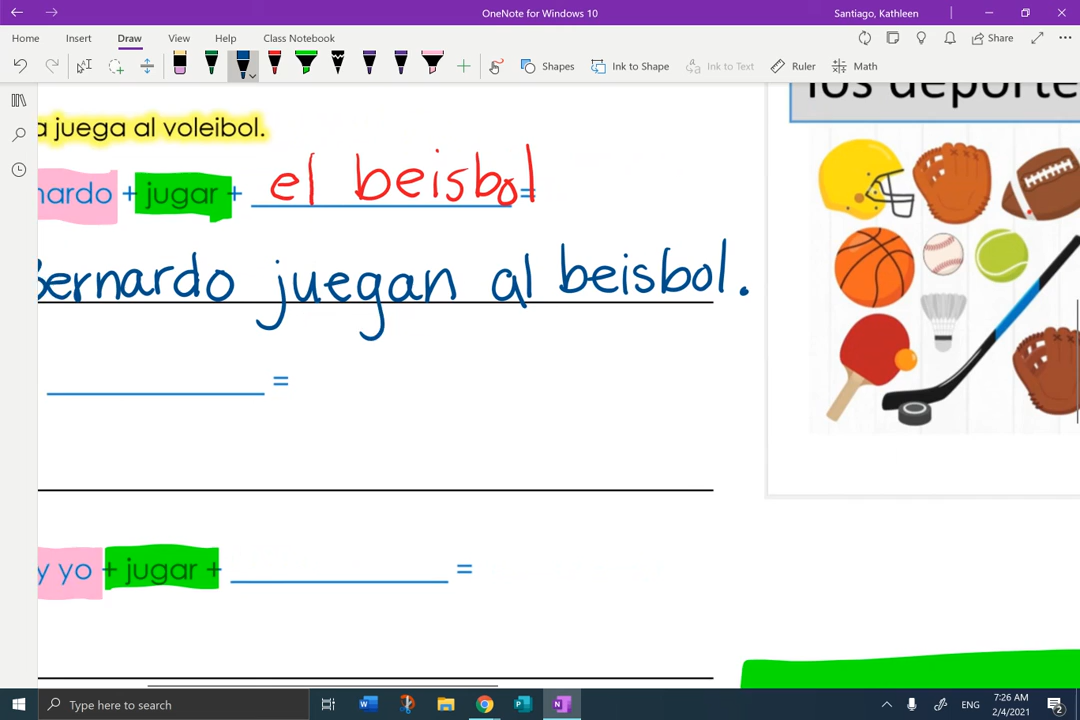 OneNote for Windows 10
Santiago, Kathleen
Home Insert Draw View Help Class Notebook
Share
Shapes Ink to Shape Ink to Text Ruler Math
los deporte
a juega al voleibol.
nardo + jugar + el beisbol =
Bernardo juegan al beisbol.
=
y yo + jugar + =
Type here to search
ENG
7:26 AM
2/4/2021
2